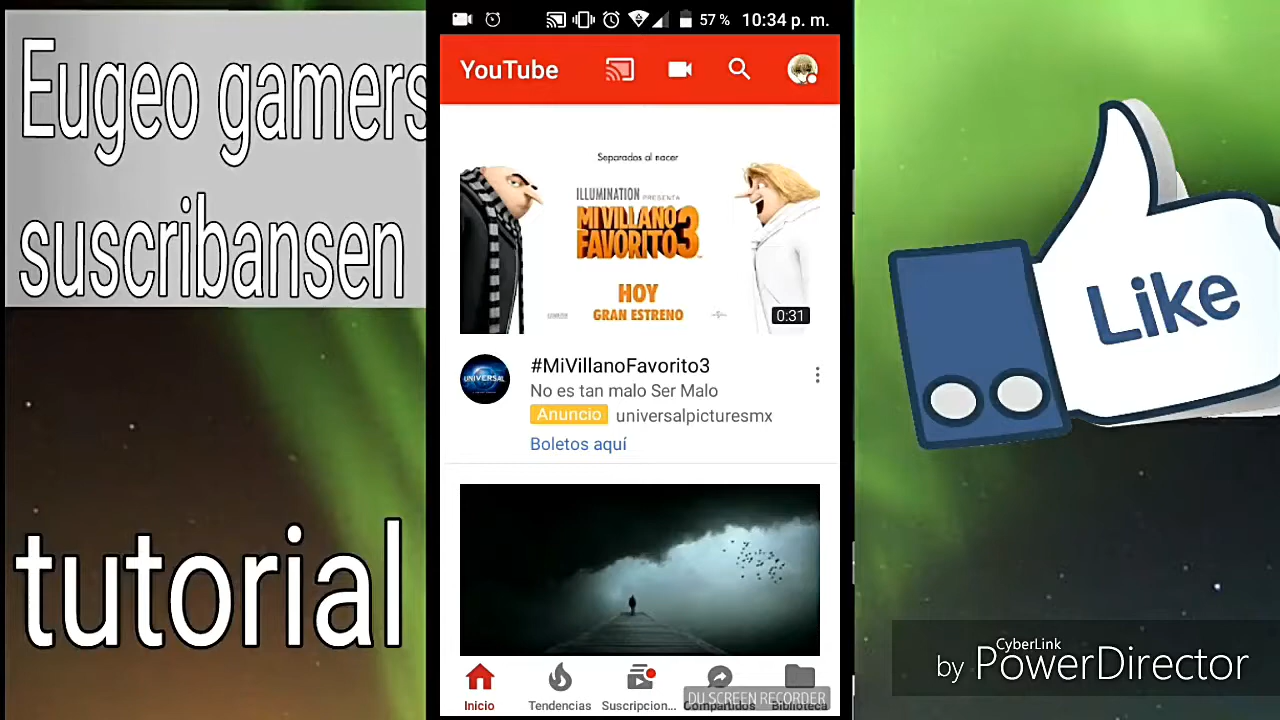 Eugeo gamers
suscribansen
tutorial
57 % 10:34 p. m.
YouTube
Separados al nacer
ILLUMINATION PRESENTA
MI VILLANO
FAVORITO 3
HOY
GRAN ESTRENO
0:31
UNIVERSAL
#MiVillanoFavorito3
No es tan malo Ser Malo
Anuncio universalpicturesmx
Boletos aquí
Inicio Tendencias Suscripcion... Compartidos Biblioteca
DU SCREEN RECORDER
Like
CyberLink
by PowerDirector